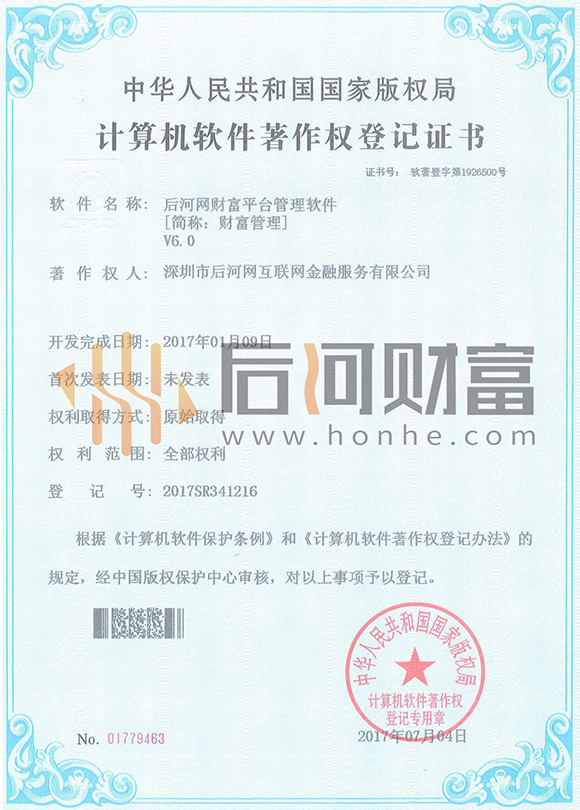 中华人民共和国国家版权局
计算机软件著作权登记证书
证书号： 软著登字第1926500号
软件名称： 后河网财富平台管理软件
[简称：财富管理]
V6.0
著作权人： 深圳市后河网互联网金融服务有限公司
开发完成日期： 2017年01月09日
首次发表日期： 未发表
权利取得方式： 原始取得
权利范围： 全部权利
登记号： 2017SR341216
后河财富
www.honhe.com
根据《计算机软件保护条例》和《计算机软件著作权登记办法》的
规定，经中国版权保护中心审核，对以上事项予以登记。
中华人民共和国国家版权局
计算机软件著作权
登记专用章
No. 01779463
2017年07月04日